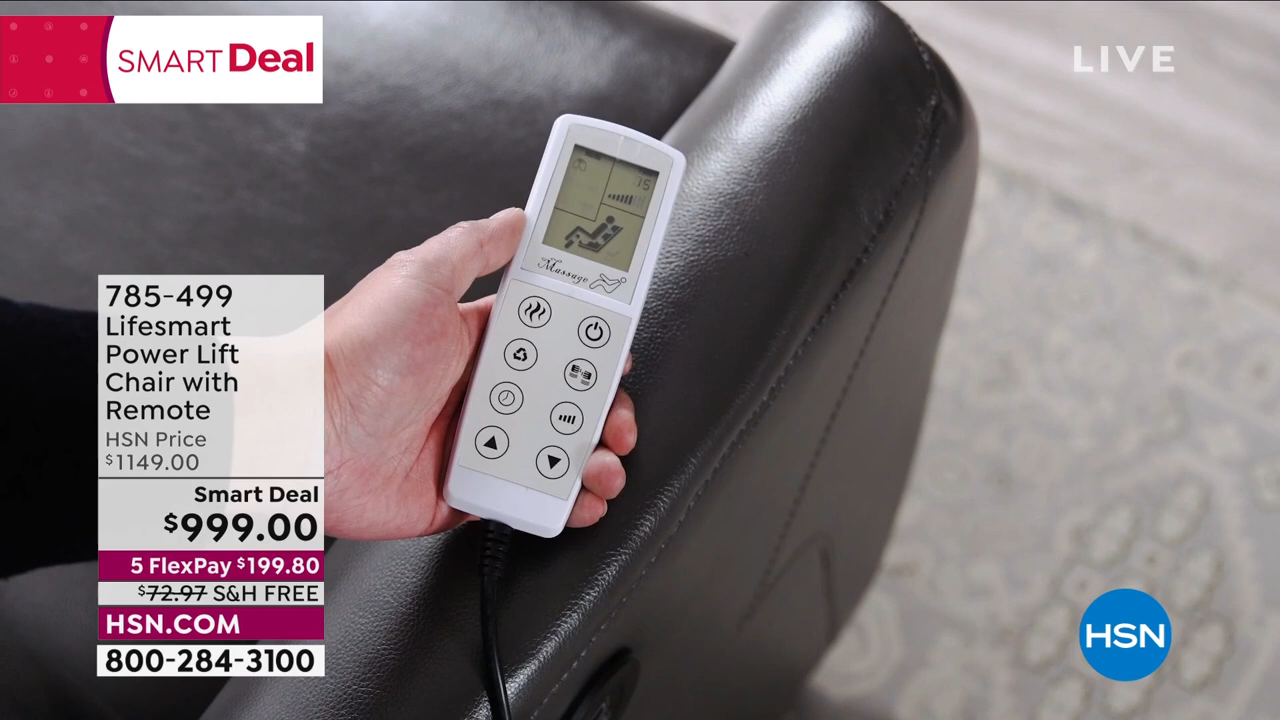 SMART Deal
LIVE
15
Massage
785-499
Lifesmart
Power Lift
Chair with
Remote
HSN Price
$1149.00
Smart Deal
$999.00
5 FlexPay $199.80
$72.97 S&H FREE
HSN.COM
800-284-3100
HSN